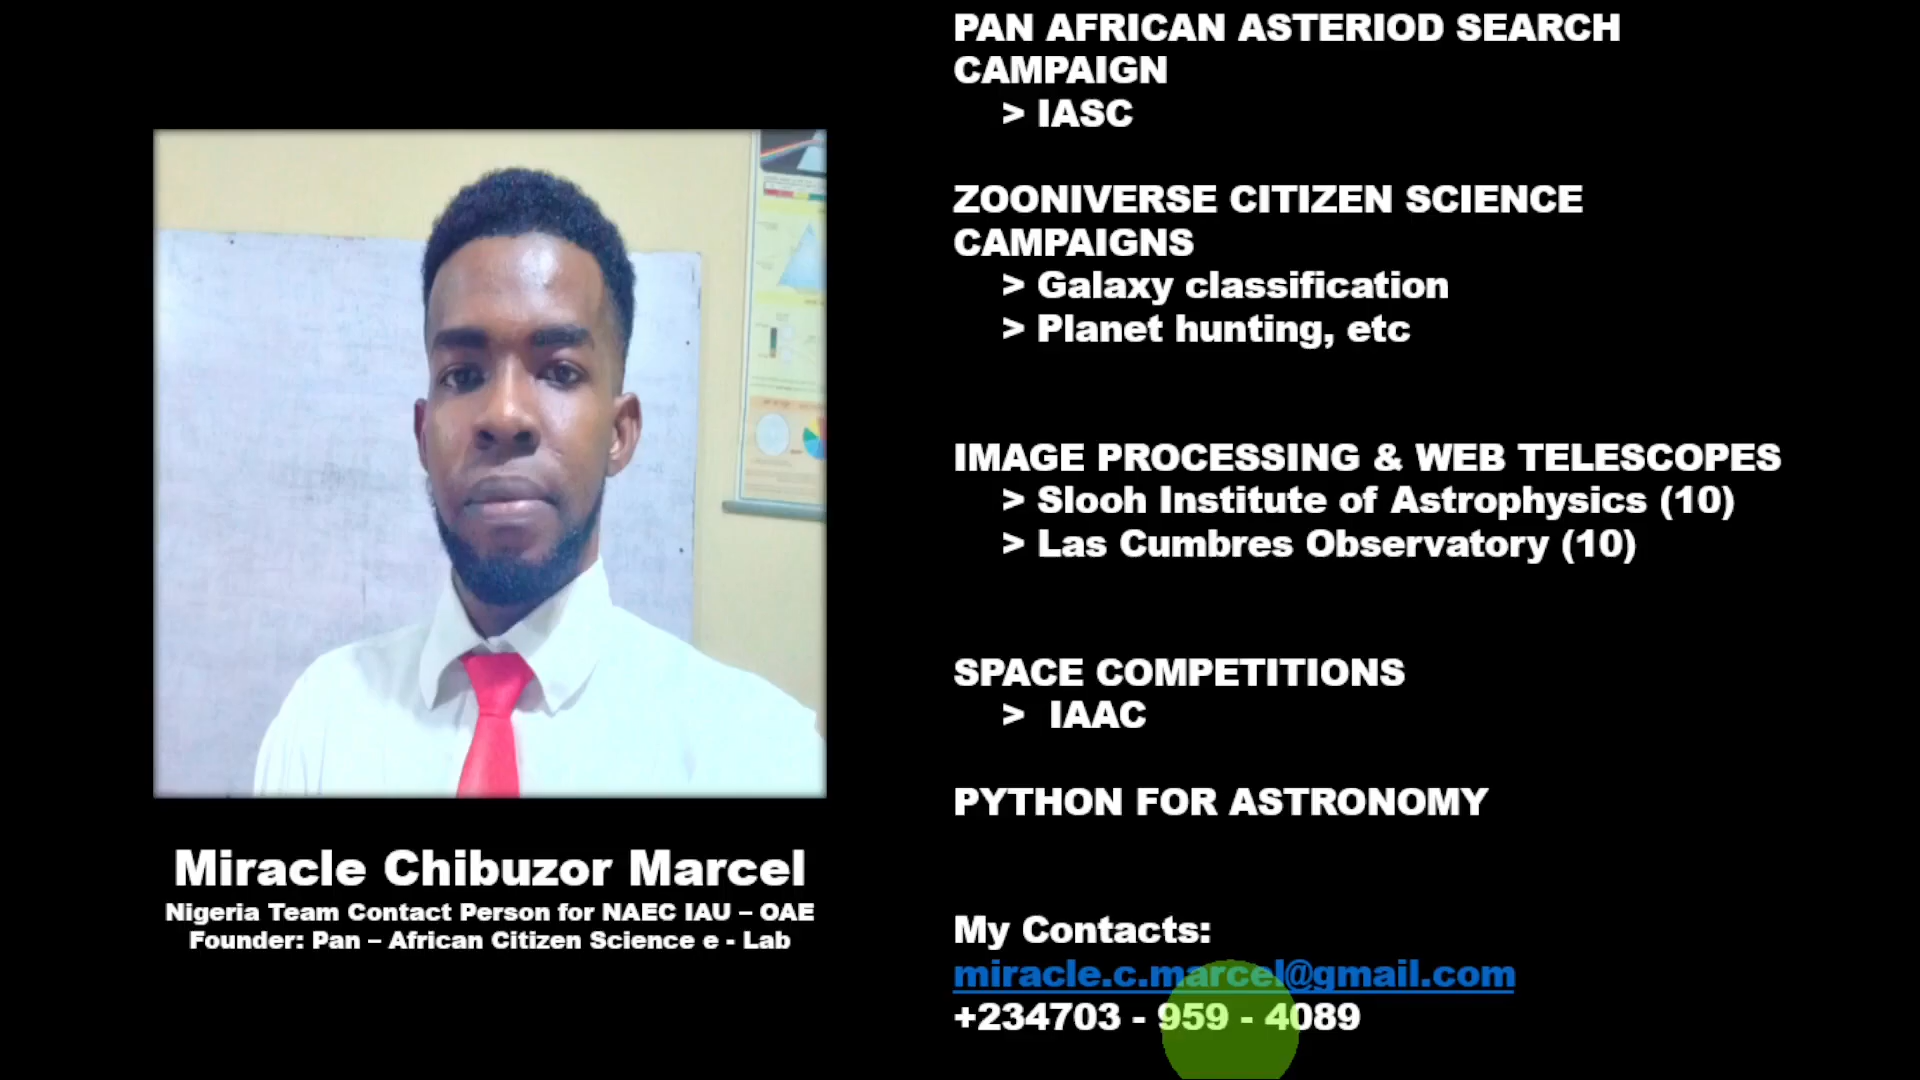 PAN AFRICAN ASTERIOD SEARCH
CAMPAIGN
> IASC
ZOONIVERSE CITIZEN SCIENCE
CAMPAIGNS
> Galaxy classification
> Planet hunting, etc
IMAGE PROCESSING & WEB TELESCOPES
> Slooh Institute of Astrophysics (10)
> Las Cumbres Observatory (10)
SPACE COMPETITIONS
> IAAC
PYTHON FOR ASTRONOMY
My Contacts:
miracle.c.marcel@gmail.com
+234703 - 959 - 4089
Miracle Chibuzor Marcel
Nigeria Team Contact Person for NAEC IAU – OAE
Founder: Pan – African Citizen Science e - Lab